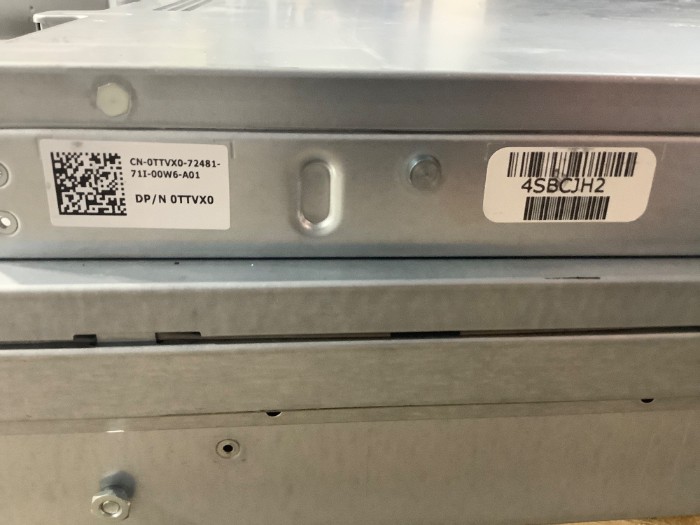 CN-0TTVX0-72481-
71I-00W6-A01
DP/N 0TTVX0
4SBCJH2